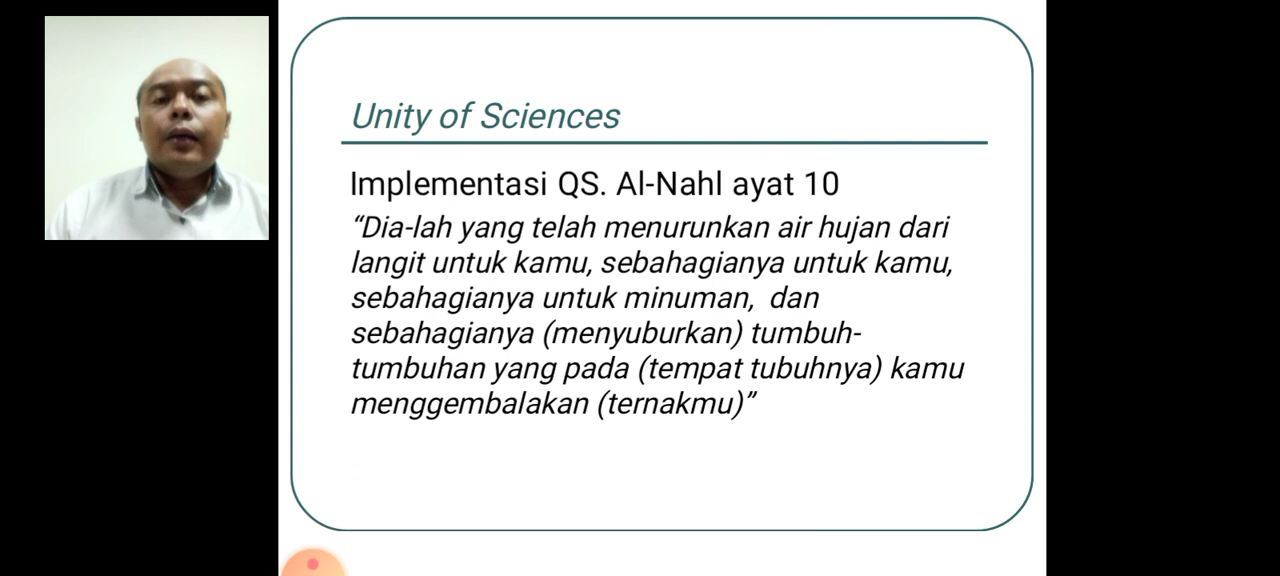 Unity of Sciences
Implementasi QS. Al-Nahl ayat 10
“Dia-lah yang telah menurunkan air hujan dari
langit untuk kamu, sebahagianya untuk kamu,
sebahagianya untuk minuman,  dan
sebahagianya (menyuburkan) tumbuh-
tumbuhan yang pada (tempat tubuhnya) kamu
menggembalakan (ternakmu)”